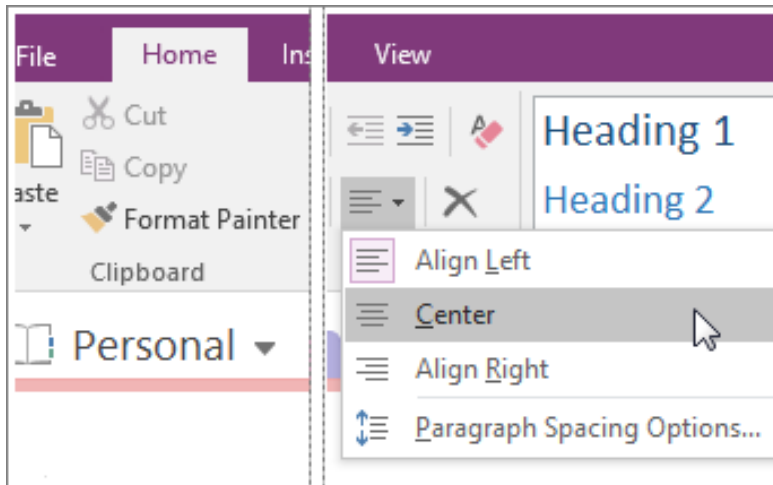 File Home Ins View
Cut
Copy
aste
Format Painter
Clipboard
Heading 1
Heading 2
Align Left
Center
Align Right
Paragraph Spacing Options...
Personal